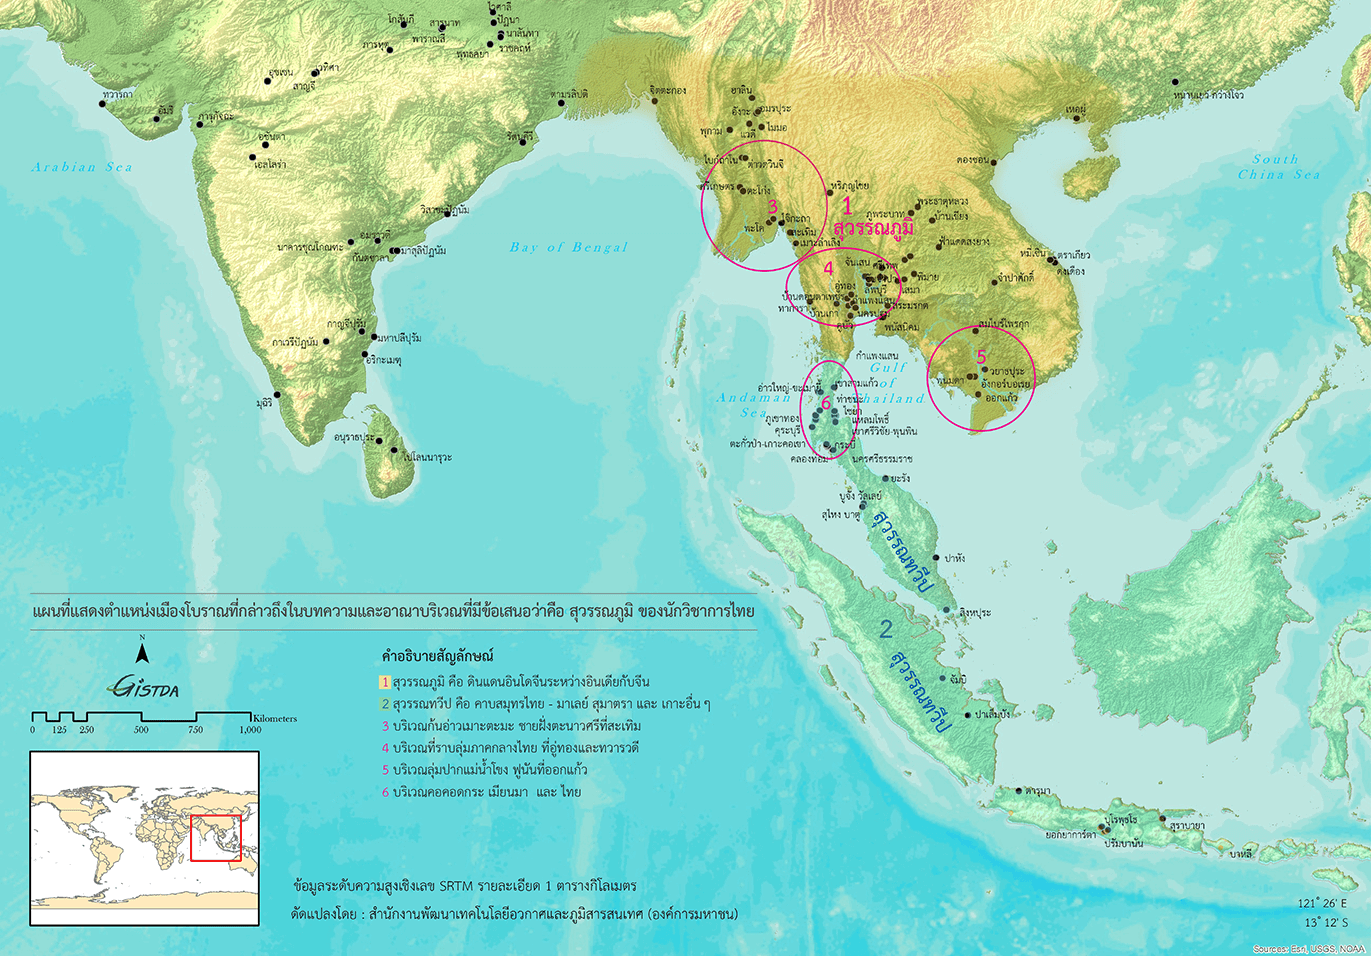 โกสัมภี
สารนาท
พาราณสี
ไวศาลี
ปัฏนา
นาลันทา
ราชคฤห์
พุทธคยา
ภารหุต
อุชเชน
เวทิศา
สาญจี
ทวารกา
อัมริ
ภารุกัจฉะ
อชันตา
เอลโลร่า
ตามรลิปติ
รัตนคีรี
จิตตะกอง
ฮาลิน
อังวะ
อมรปุระ
พุกาม
แวดี
ไมมอ
ไบก์ถาโน
ศรีเกษตร
ตะโก้ง
พะโค
สะเทิม
เมาะลำเลิง
หริภุญไชย
หนานเยว่ กว่างโจว
เหอผู่
ดองซอน
Arabian Sea
Bay of Bengal
South
China Sea
1
สุวรรณภูมิ
3
4
5
6
พระธาตุหลวง
ภูพระบาท
บ้านเชียง
ฟ้าแดดสงยาง
หมีเซิน
ตราเกียว
ดงเดือง
จำปาศักดิ์
จันเสน
ศรีเทพ
พิมาย
เสมา
ลพบุรี
อู่ทอง
บ้านดอนตาเพชร
กำแพงแสน
สระมรกต
ทาการา
บ้านเก่า
นครปฐม
คูบัว
พนัสนิคม
วิสาขะปัฏนัม
นาคารชุณโกณฑะ
อมรวตี
กันตชาลา
มาสุลิปัฏนัม
กาญจีปุรัม
มหาบลีปุรัม
กาเวรีปัฏนัม
อริกะเมฑุ
มุฉิริ
อนุราธปุระ
โปโลนนารุวะ
สมโบร์ไพรกุก
วยาธปุระ
พนมดา
อังกอร์บอเรย
ออกแก้ว
กำแพงแสน
Gulf
of
Thailand
Andaman
Sea
อ่าวใหญ่-ขะเมายี้
เขาสามแก้ว
ท่าชนะ
ไชยา
แหลมโพธิ์
เขาศรีวิชัย-พุนพิน
ภูเขาทอง
คุระบุรี
ตะกั่วป่า-เกาะคอเขา
กระบี่
คลองท่อม
นครศรีธรรมราช
ยะรัง
บูจัง วัลเลย์
สุไหง บาตู
ปาหัง
สิงหปุระ
สุวรรณทวีป
2
สุวรรณทวีป
จัมบิ
ปาเล็มบัง
ตารุมา
บุโรพุทโธ
ยอกยาการ์ตา
ปรัมบานัน
สุราบายา
บาหลี
แผนที่แสดงตำแหน่งเมืองโบราณที่กล่าวถึงในบทความและอาณาบริเวณที่มีข้อเสนอว่าคือ สุวรรณภูมิ ของนักวิชาการไทย
N
GISTDA
0 125 250 500 750 1,000
Kilometers
คำอธิบายสัญลักษณ์
1 สุวรรณภูมิ คือ ดินแดนอินโดจีนระหว่างอินเดียกับจีน
2 สุวรรณทวีป คือ คาบสมุทรไทย - มาเลย์ สุมาตรา และ เกาะอื่น ๆ
3 บริเวณก้นอ่าวเมาะตะมะ ชายฝั่งตะนาวศรีที่สะเทิม
4 บริเวณที่ราบลุ่มภาคกลางไทย ที่อู่ทองและทวารวดี
5 บริเวณลุ่มปากแม่น้ำโขง ฟูนันที่ออกแก้ว
6 บริเวณคอคอดกระ เมียนมา และ ไทย
ข้อมูลระดับความสูงเชิงเลข SRTM รายละเอียด 1 ตารางกิโลเมตร
ดัดแปลงโดย : สำนักงานพัฒนาเทคโนโลยีอวกาศและภูมิสารสนเทศ (องค์การมหาชน)
121° 26' E
13° 12' S
Sources: Esri, USGS, NOAA